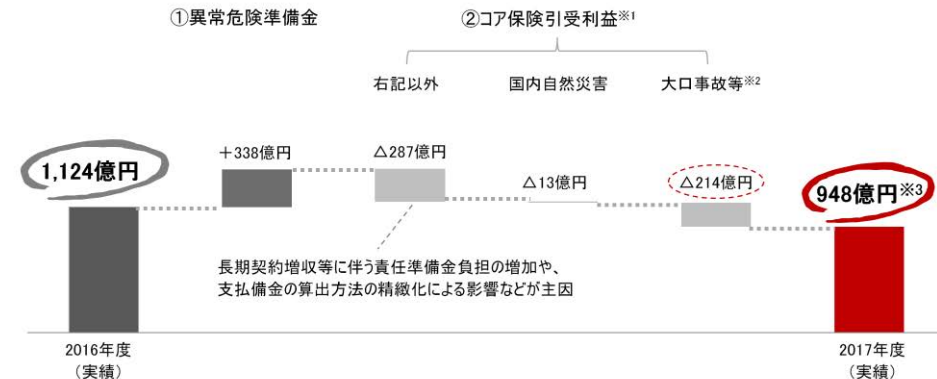 ①異常危険準備金
②コア保険引受利益※1
右記以外
国内自然災害
大口事故等※2
1,124億円
+338億円
△287億円
△13億円
△214億円
948億円※3
長期契約増収等に伴う責任準備金負担の増加や、
支払備金の算出方法の精緻化による影響などが主因
2016年度
（実績）
2017年度
（実績）